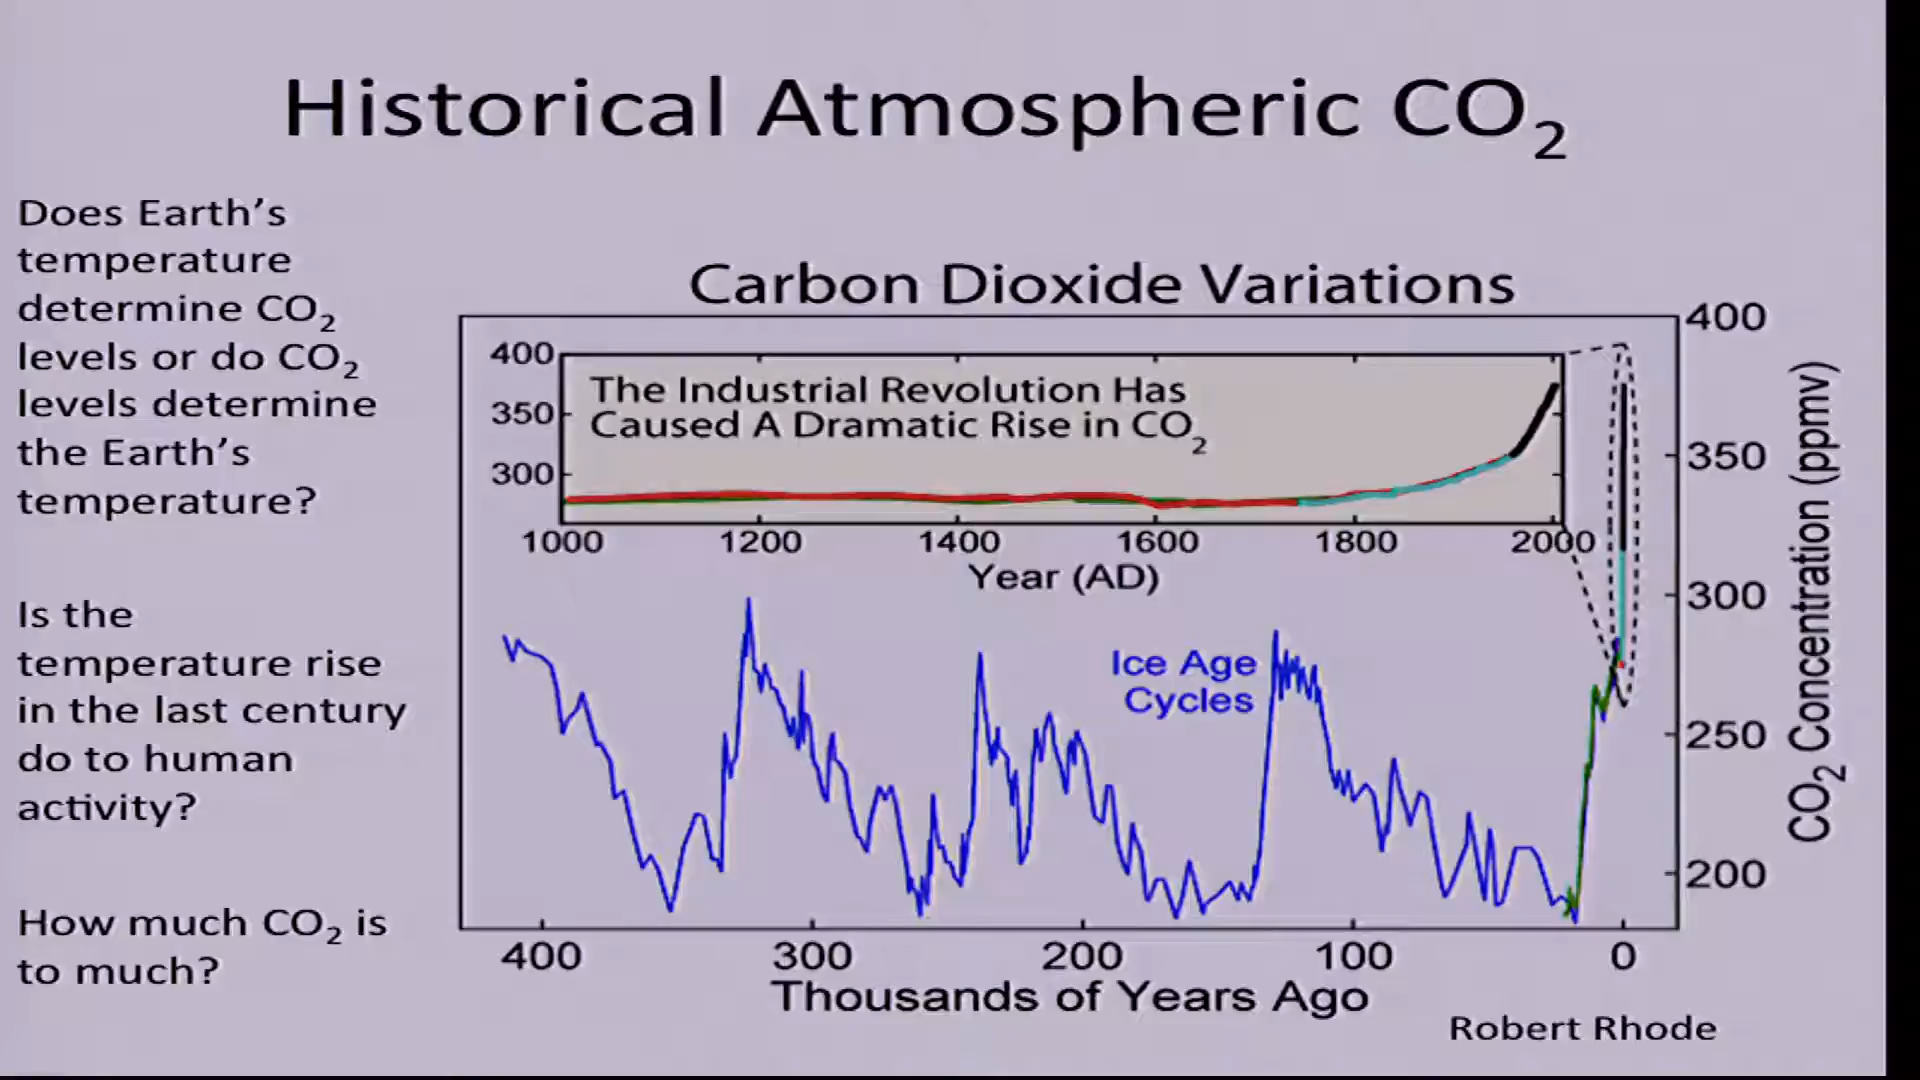 Historical Atmospheric CO2
Does Earth's
temperature
determine CO2
levels or do CO2
levels determine
the Earth's
temperature?
Is the
temperature rise
in the last century
do to human
activity?
How much CO2 is
to much?
Carbon Dioxide Variations
400
350
300
The Industrial Revolution Has
Caused A Dramatic Rise in CO2
1000 1200 1400 1600 1800 2000
Year (AD)
Ice Age
Cycles
400
350
300
250
200
CO2 Concentration (ppmv)
400 300 200 100 0
Thousands of Years Ago
Robert Rhode